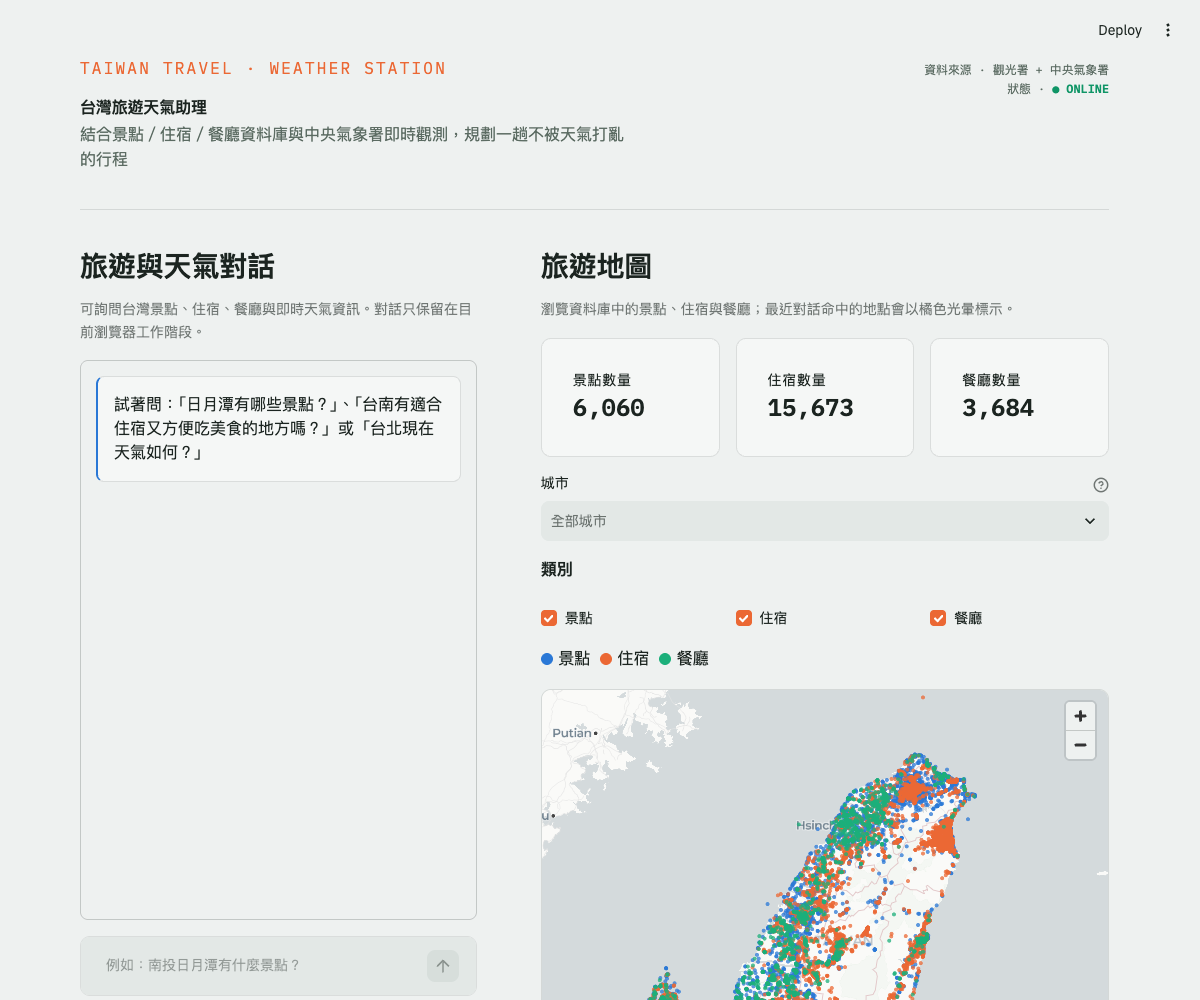 Deploy
TAIWAN TRAVEL · WEATHER STATION
台灣旅遊天氣助理
結合景點 / 住宿 / 餐廳資料庫與中央氣象署即時觀測，規劃一趟不被天氣打亂
的行程
資料來源 · 觀光署 + 中央氣象署
狀態 · ● ONLINE
旅遊與天氣對話
可詢問台灣景點、住宿、餐廳與即時天氣資訊。對話只保留在目
前瀏覽器工作階段。
試著問：「日月潭有哪些景點？」、「台南有適合
住宿又方便吃美食的地方嗎？」或「台北現在
天氣如何？」
例如：南投日月潭有什麼景點？
旅遊地圖
瀏覽資料庫中的景點、住宿與餐廳；最近對話命中的地點會以橘色光暈標示。
景點數量
6,060
住宿數量
15,673
餐廳數量
3,684
城市
全部城市
類別
景點
住宿
餐廳
景點 住宿 餐廳
+
−
Putian
u
Hsinch